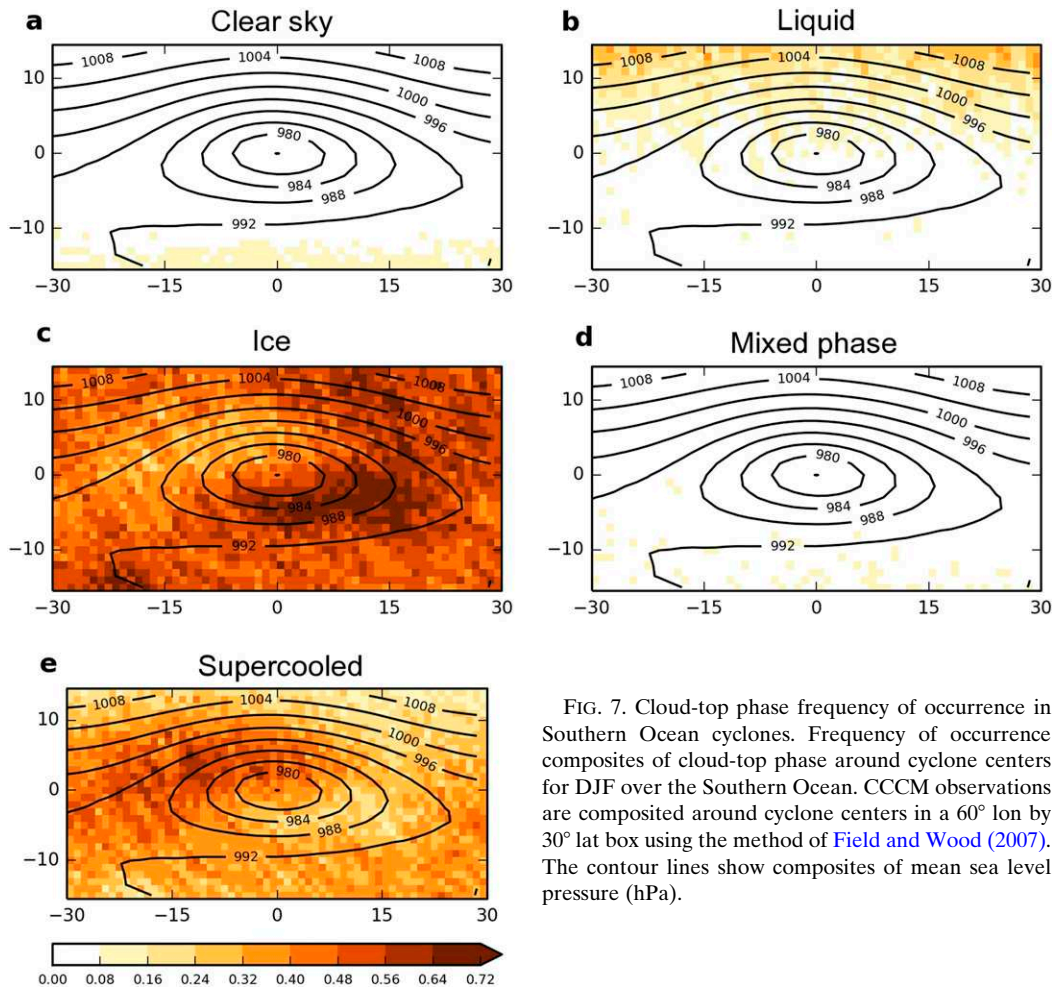 a Clear sky
1008 1004 1008
1000
996
980
984
988
992
10
0
−10
−30 −15 0 15 30
b Liquid
1008 1004 1008
1000
996
980
984
988
992
10
0
−10
−30 −15 0 15 30
c Ice
1008 1004 1008
1000
996
980
984
988
992
10
0
−10
−30 −15 0 15 30
d Mixed phase
1008 1004 1008
1000
996
980
984
988
992
10
0
−10
−30 −15 0 15 30
e Supercooled
1008 1004 1008
1000
996
980
984
988
992
10
0
−10
−30 −15 0 15 30
0.00 0.08 0.16 0.24 0.32 0.40 0.48 0.56 0.64 0.72
FIG. 7. Cloud-top phase frequency of occurrence in
Southern Ocean cyclones. Frequency of occurrence
composites of cloud-top phase around cyclone centers
for DJF over the Southern Ocean. CCCM observations
are composited around cyclone centers in a 60° lon by
30° lat box using the method of Field and Wood (2007).
The contour lines show composites of mean sea level
pressure (hPa).